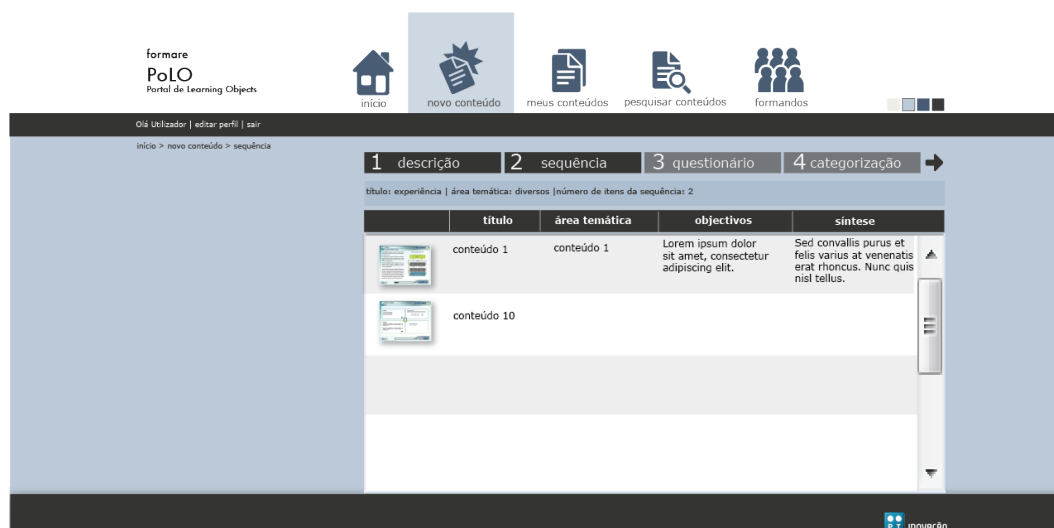 formare
PoLO
Portal de Learning Objects
início
novo conteúdo
meus conteúdos
pesquisar conteúdos
formandos
Olá Utilizador | editar perfil | sair
início > novo conteúdo > sequência
1 descrição
2 sequência
3 questionário
4 categorização
título: experiência | área temática: diversos |número de itens da sequência: 2
título
área temática
objectivos
síntese
conteúdo 1
conteúdo 1
Lorem ipsum dolor
sit amet, consectetur
adipiscing elit.
Sed convallis purus et
felis varius at venenatis
erat rhoncus. Nunc quis
nisl tellus.
conteúdo 10
PT inovação